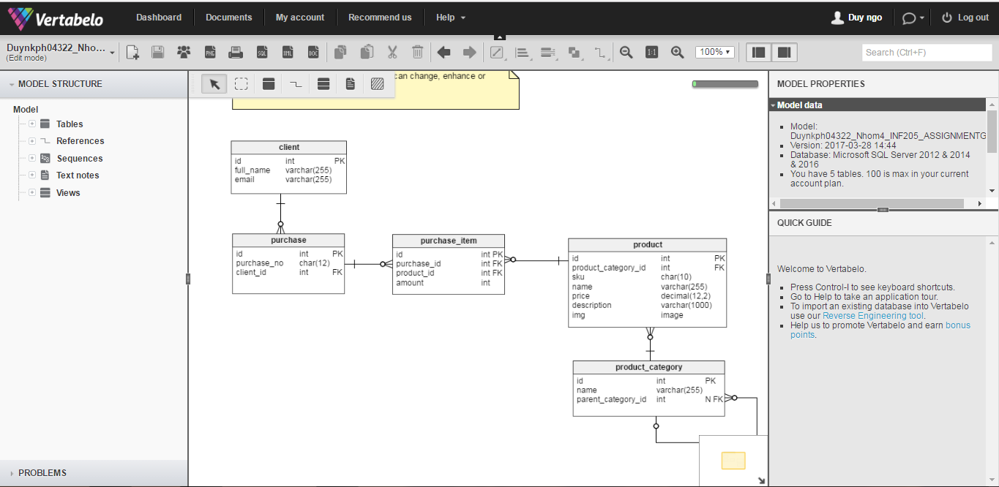 Vertabelo
Dashboard
Documents
My account
Recommend us
Help
Duy ngo
Log out
Duynkph04322_Nho...
(Edit mode)
PNG
SQL
XML
DOC
1:1
100%
Search (Ctrl+F)
MODEL STRUCTURE
Model
Tables
References
Sequences
Text notes
Views
PROBLEMS
can change, enhance or
client
id int PK
full_name varchar(255)
email varchar(255)
purchase
id int PK
purchase_no char(12)
client_id int FK
purchase_item
id int PK
purchase_id int FK
product_id int FK
amount int
product
id int PK
product_category_id int FK
sku char(10)
name varchar(255)
price decimal(12,2)
description varchar(1000)
img image
product_category
id int PK
name varchar(255)
parent_category_id int N FK
MODEL PROPERTIES
Model data
Model:
Duynkph04322_Nhom4_INF205_ASSIGNMENTG
Version: 2017-03-28 14:44
Database: Microsoft SQL Server 2012 & 2014
& 2016
You have 5 tables. 100 is max in your current
account plan.
QUICK GUIDE
Welcome to Vertabelo.
Press Control-I to see keyboard shortcuts.
Go to Help to take an application tour.
To import an existing database into Vertabelo
use our Reverse Engineering tool.
Help us to promote Vertabelo and earn bonus
points.